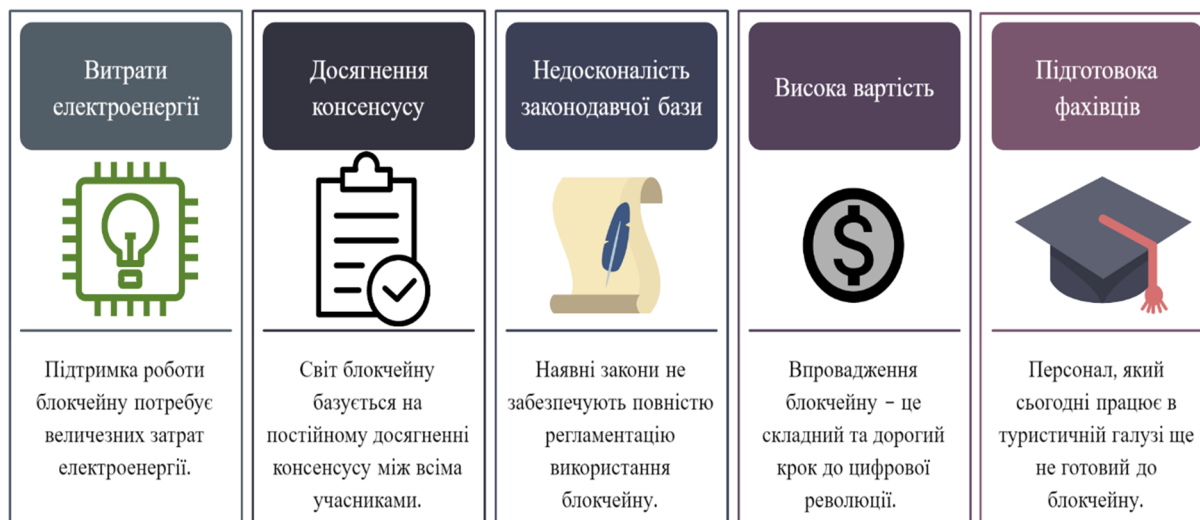 Витрати
електроенергії
Підтримка роботи
блокчейну потребує
величезних затрат
електроенергії.
Досягнення
консенсусу
Світ блокчейну
базується на
постійному досягненні
консенсусу між всіма
учасниками.
Недосконалість
законодавчої бази
Наявні закони не
забезпечують повністю
регламентацію
використання
блокчейну.
Висока вартість
$
Впровадження
блокчейну – це
складний та дорогий
крок до цифрової
революції.
Підготовока
фахівців
Персонал, який
сьогодні працює в
туристичній галузі ще
не готовий до
блокчейну.